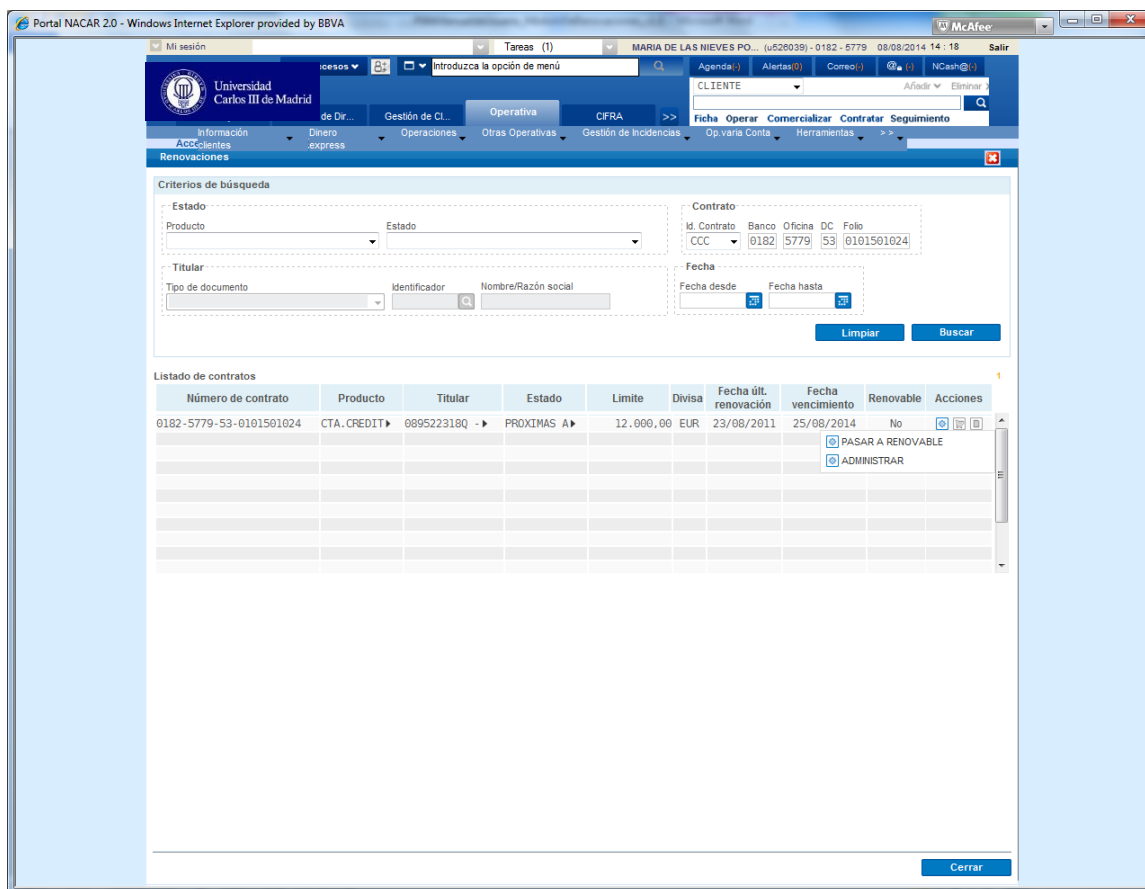 Portal NACAR 2.0 - Windows Internet Explorer provided by BBVA
McAfee
Mi sesión Tareas (1) MARIA DE LAS NIEVES PO... (u526039) - 0182 - 5779 08/08/2014 14 : 18 Salir
Introduzca la opción de menú Agenda(-) Alertas(0) Correo(-) @ (-) NCash@(-)
Universidad
Carlos III de Madrid
CLIENTE Añadir Eliminar
de Dir... Gestión de Cl... Operativa CIFRA >>
Ficha Operar Comercializar Contratar Seguimiento
Información clientes Dinero express Operaciones Otras Operativas Gestión de Incidencias Op.varia Conta Herramientas >>
Renovaciones
Criterios de búsqueda
Estado Contrato
Producto Estado Id. Contrato Banco Oficina DC Folio
CCC 0182 5779 53 0101501024
Titular Fecha
Tipo de documento Identificador Nombre/Razón social Fecha desde Fecha hasta
Limpiar Buscar
Listado de contratos 1
Número de contrato Producto Titular Estado Limite Divisa Fecha últ. renovación Fecha vencimiento Renovable Acciones
0182-5779-53-0101501024 CTA.CREDIT 089522318Q - PROXIMAS A 12.000,00 EUR 23/08/2011 25/08/2014 No
PASAR A RENOVABLE
ADMINISTRAR
Cerrar